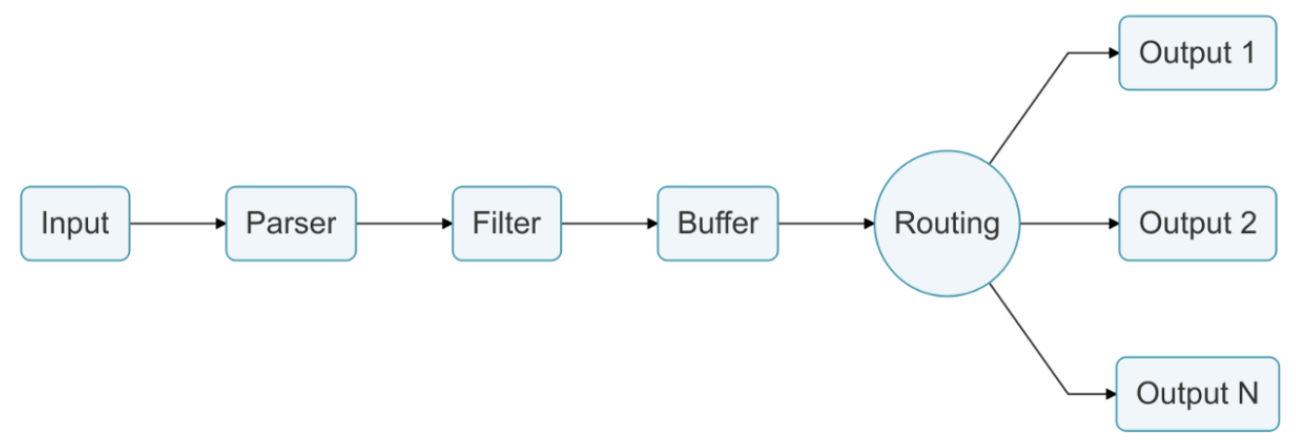 Input
Parser
Filter
Buffer
Routing
Output 1
Output 2
Output N